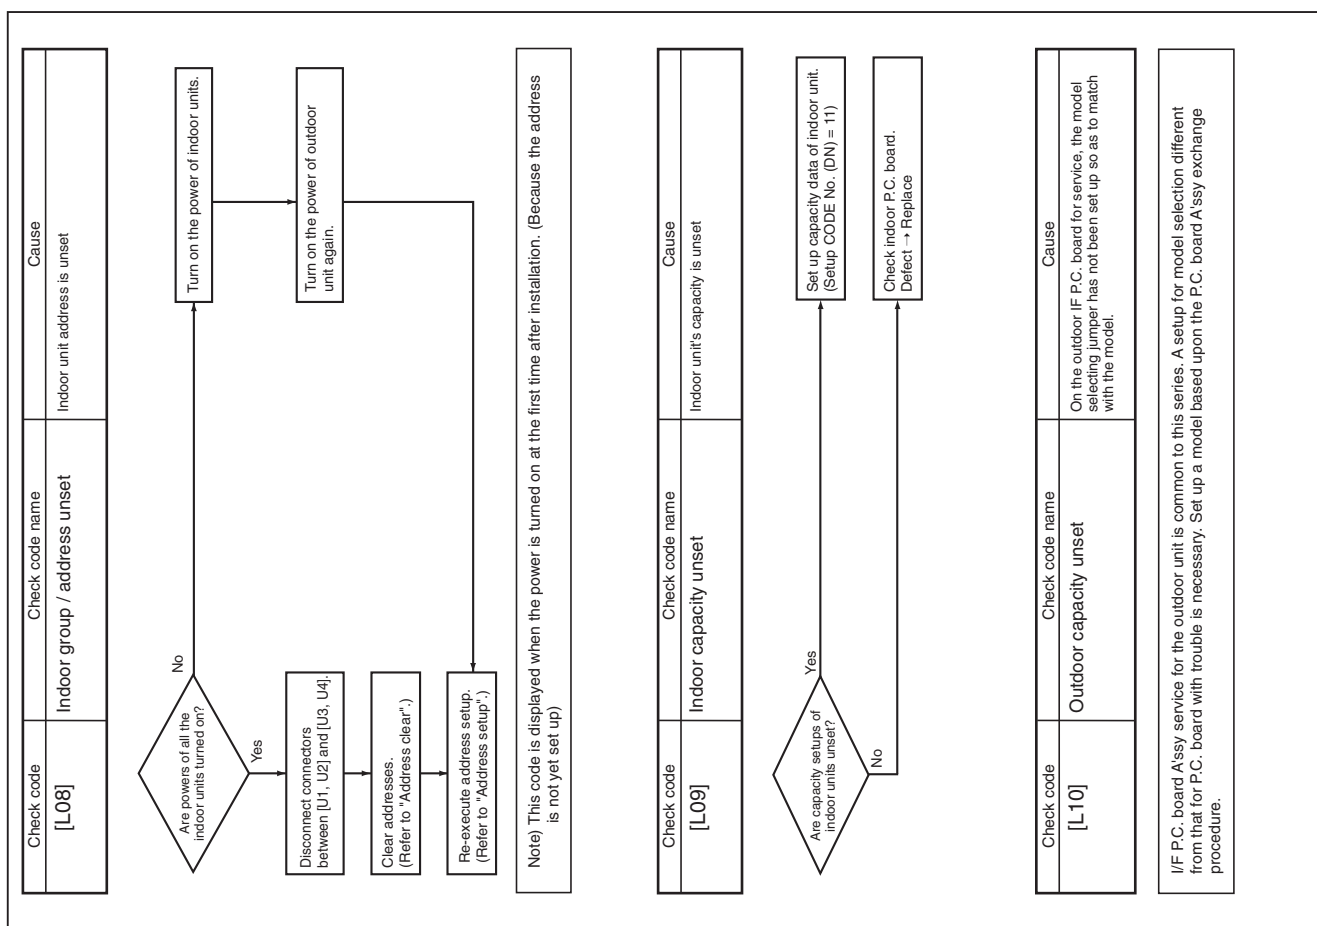 Check code
Check code name
Cause
[L08]
Indoor group / address unset
Indoor unit address is unset
Are powers of all the
indoor units turned on?
No
Yes
Turn on the power of indoor units.
Turn on the power of outdoor
unit again.
Disconnect connectors
between [U1, U2] and [U3, U4].
Clear addresses.
(Refer to "Address clear".)
Re-execute address setup.
(Refer to "Address setup".)
Note) This code is displayed when the power is turned on at the first time after installation. (Because the address
is not yet set up)
Check code
Check code name
Cause
[L09]
Indoor capacity unset
Indoor unit's capacity is unset
Are capacity setups of
indoor units unset?
Yes
No
Set up capacity data of indoor unit.
(Setup CODE No. (DN) = 11)
Check indoor P.C. board.
Defect → Replace
Check code
Check code name
Cause
[L10]
Outdoor capacity unset
On the outdoor IF P.C. board for service, the model
selecting jumper has not been set up so as to match
with the model.
I/F P.C. board A'ssy service for the outdoor unit is common to this series. A setup for model selection different
from that for P.C. board with trouble is necessary. Set up a model based upon the P.C. board A'ssy exchange
procedure.